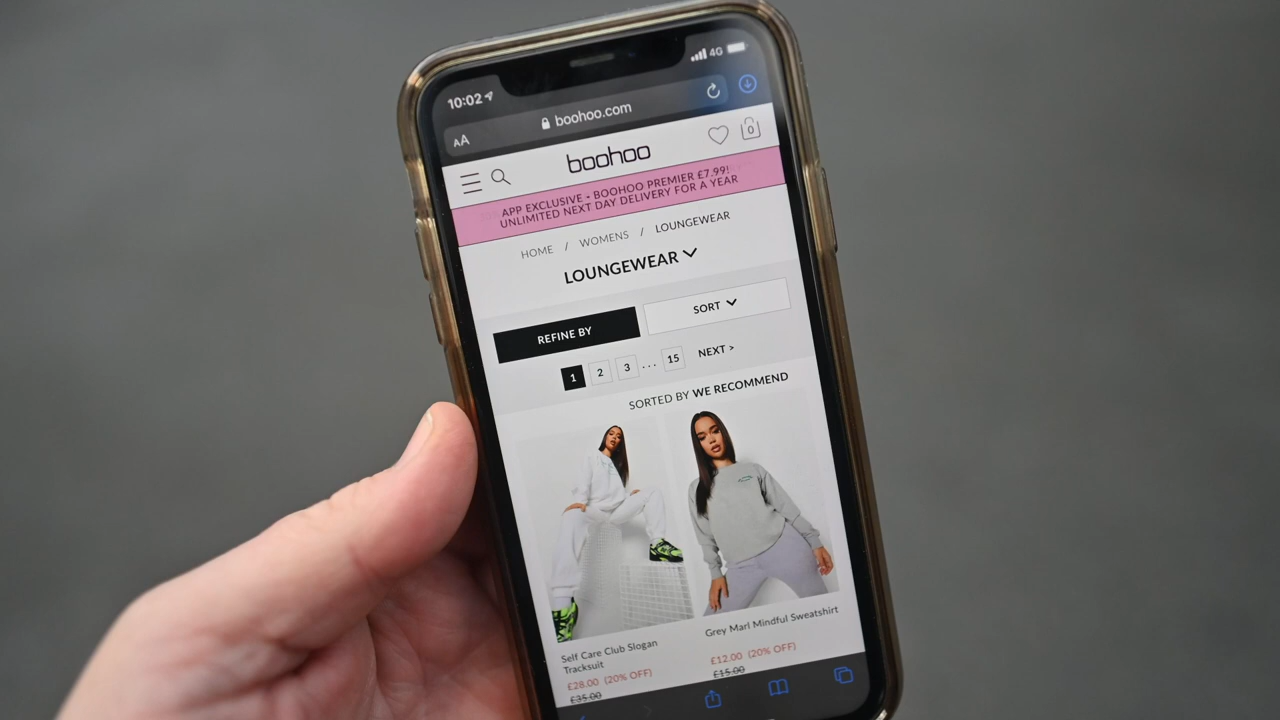 10:02
4G
AA
boohoo.com
boohoo
0
APP EXCLUSIVE - BOOHOO PREMIER £7.99!
UNLIMITED NEXT DAY DELIVERY FOR A YEAR
HOME / WOMENS / LOUNGEWEAR
LOUNGEWEAR
REFINE BY
SORT
1 2 3 ... 15 NEXT >
SORTED BY WE RECOMMEND
Self Care Club Slogan
Tracksuit
£28.00 (20% OFF)
£35.00
Grey Marl Mindful Sweatshirt
£12.00 (20% OFF)
£15.00